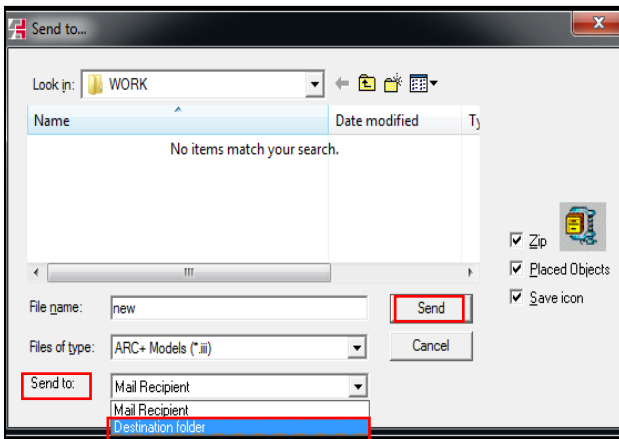 Send to...
x
Look in: WORK
Name Date modified Ty
No items match your search.
Zip
Placed Objects
Save icon
File name: new Send
Files of type: ARC+ Models (*.iii) Cancel
Send to: Mail Recipient
Mail Recipient
Destination folder